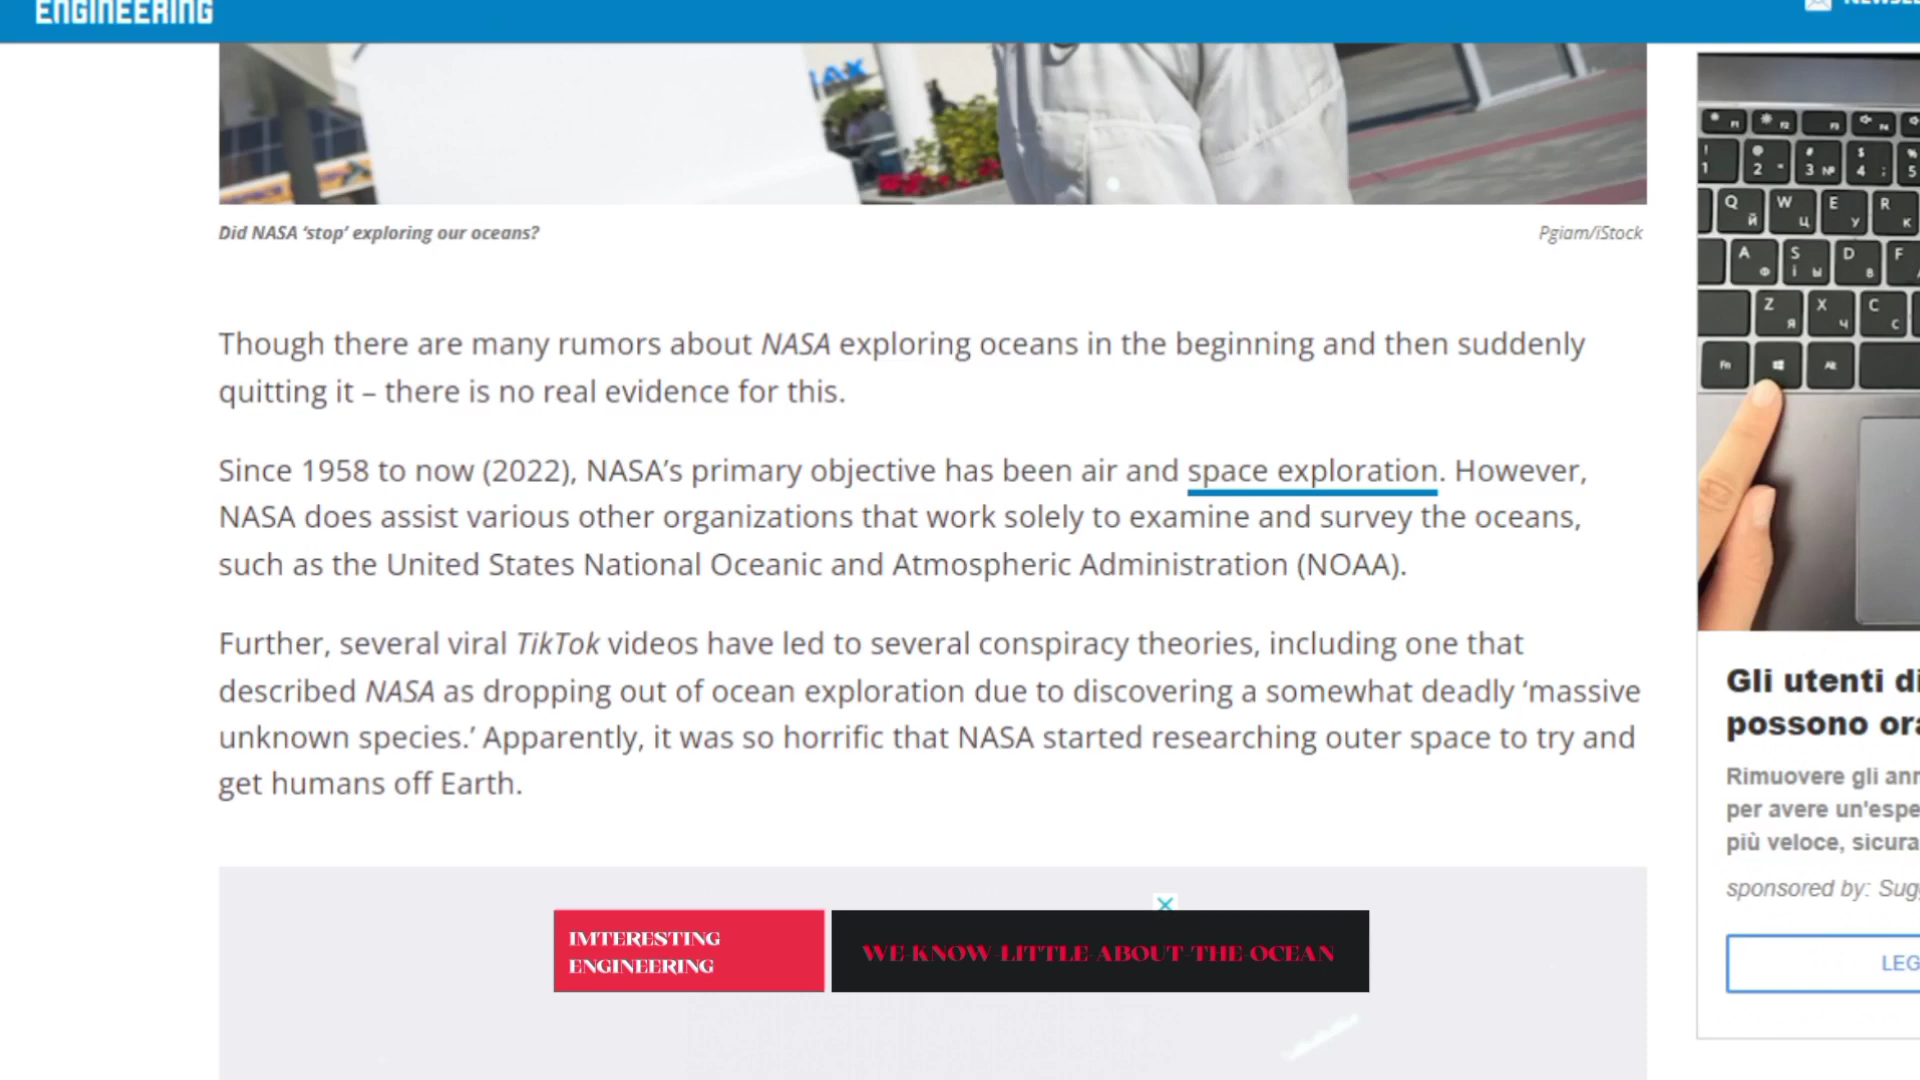 ENGINEERING
IAX
Did NASA ‘stop’ exploring our oceans?
Pgiam/iStock
Though there are many rumors about NASA exploring oceans in the beginning and then suddenly
quitting it – there is no real evidence for this.
Since 1958 to now (2022), NASA’s primary objective has been air and space exploration. However,
NASA does assist various other organizations that work solely to examine and survey the oceans,
such as the United States National Oceanic and Atmospheric Administration (NOAA).
Further, several viral TikTok videos have led to several conspiracy theories, including one that
described NASA as dropping out of ocean exploration due to discovering a somewhat deadly ‘massive
unknown species.’ Apparently, it was so horrific that NASA started researching outer space to try and
get humans off Earth.
IMTERESTING
ENGINEERING
WE KNOW LITTLE ABOUT THE OCEAN
Gli utenti di
possono ora
Rimuovere gli ann
per avere un'espe
più veloce, sicura
sponsored by: Sugg
LEG